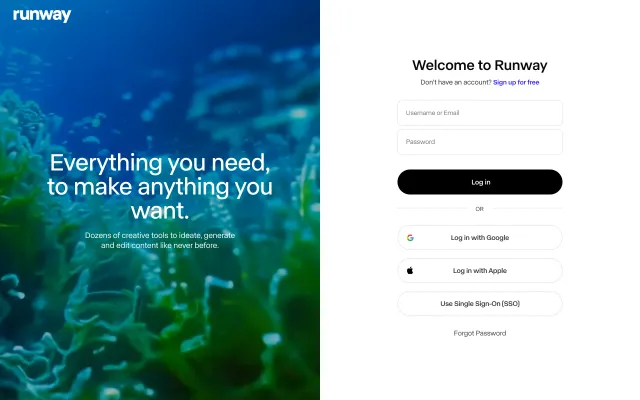 runway
Everything you need,
to make anything you
want.
Dozens of creative tools to ideate, generate
and edit content like never before.
Welcome to Runway
Don't have an account? Sign up for free
Username or Email
Password
Log in
OR
Log in with Google
Log in with Apple
Use Single Sign-On (SSO)
Forgot Password